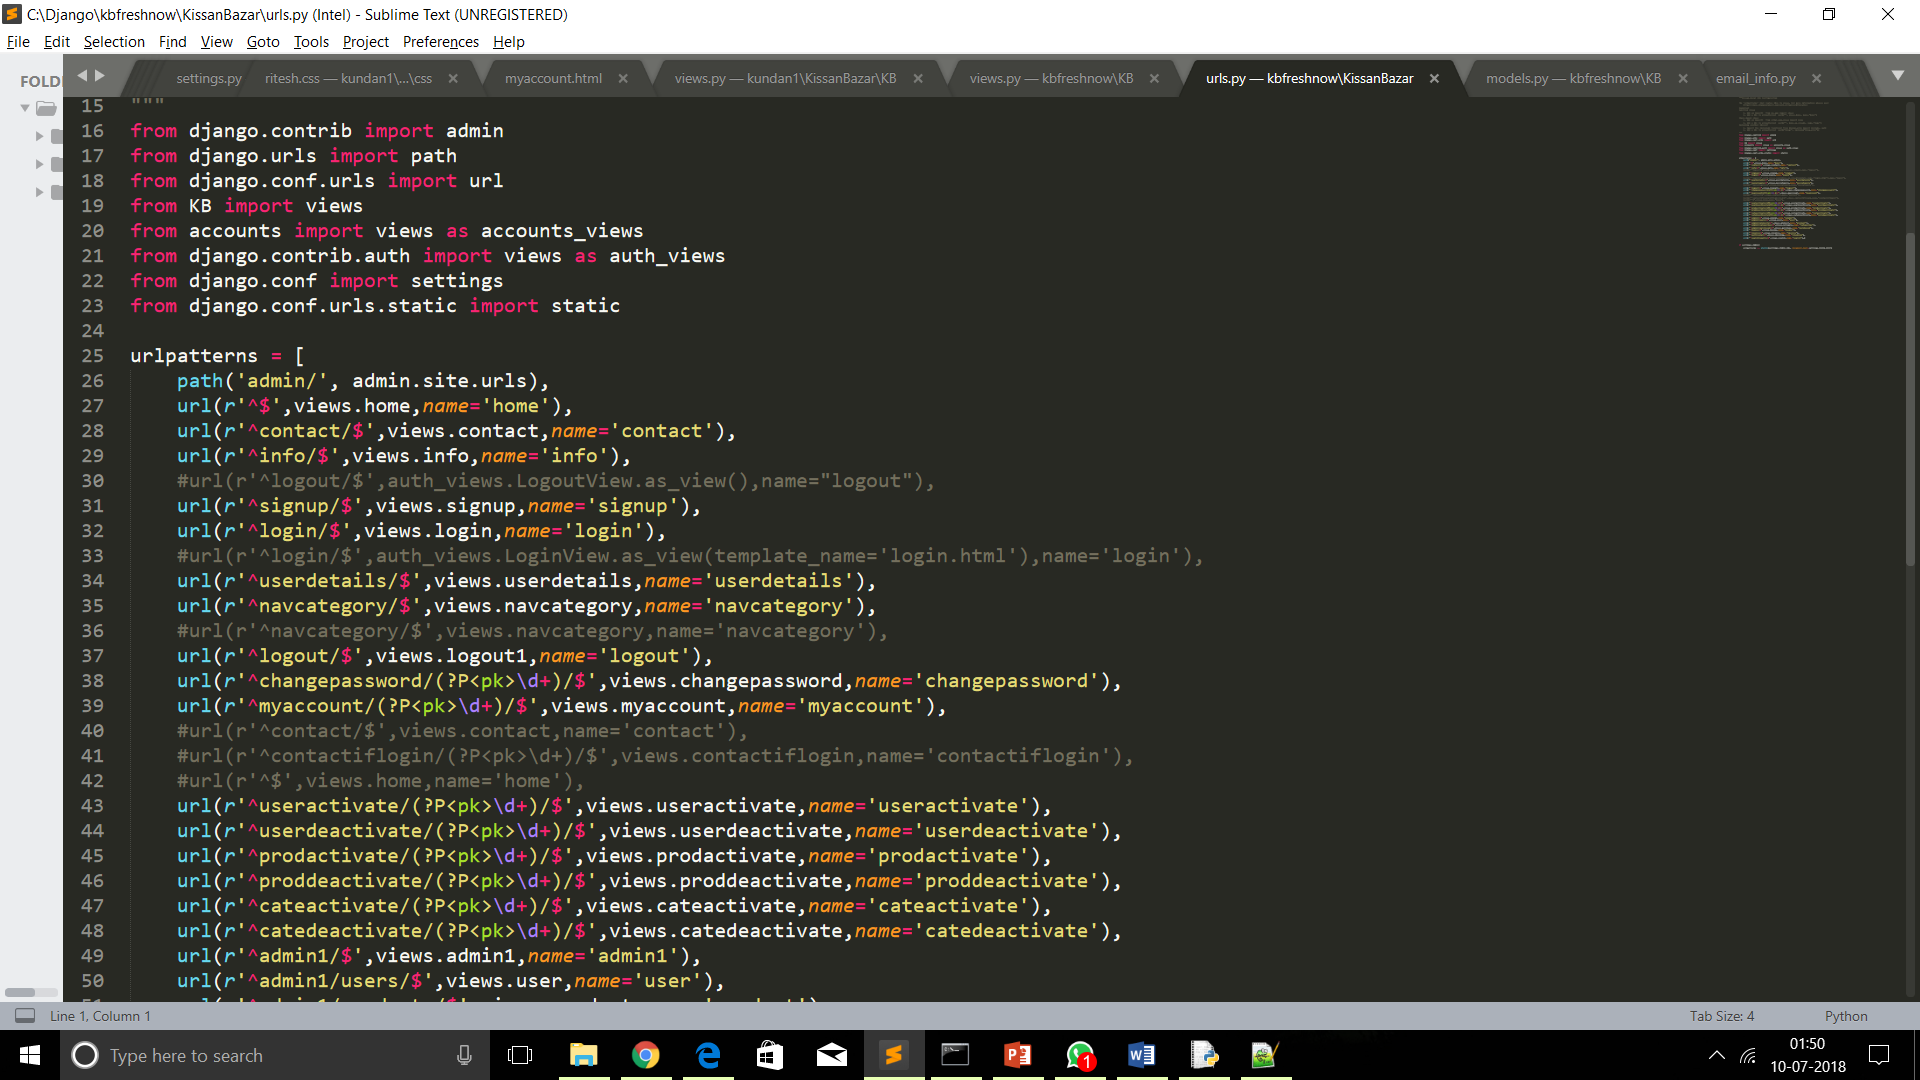 C:\Django\kbfreshnow\KissanBazar\urls.py (Intel) - Sublime Text (UNREGISTERED)
File Edit Selection Find View Goto Tools Project Preferences Help
FOLD
settings.py ritesh.css — kundan1\...\css myaccount.html views.py — kundan1\KissanBazar\KB views.py — kbfreshnow\KB urls.py — kbfreshnow\KissanBazar models.py — kbfreshnow\KB email_info.py
15 """
16 from django.contrib import admin
17 from django.urls import path
18 from django.conf.urls import url
19 from KB import views
20 from accounts import views as accounts_views
21 from django.contrib.auth import views as auth_views
22 from django.conf import settings
23 from django.conf.urls.static import static
24
25 urlpatterns = [
26 path('admin/', admin.site.urls),
27 url(r'^$',views.home,name='home'),
28 url(r'^contact/$',views.contact,name='contact'),
29 url(r'^info/$',views.info,name='info'),
30 #url(r'^logout/$',auth_views.LogoutView.as_view(),name="logout"),
31 url(r'^signup/$',views.signup,name='signup'),
32 url(r'^login/$',views.login,name='login'),
33 #url(r'^login/$',auth_views.LoginView.as_view(template_name='login.html'),name='login'),
34 url(r'^userdetails/$',views.userdetails,name='userdetails'),
35 url(r'^navcategory/$',views.navcategory,name='navcategory'),
36 #url(r'^navcategory/$',views.navcategory,name='navcategory'),
37 url(r'^logout/$',views.logout1,name='logout'),
38 url(r'^changepassword/(?P<pk>\d+)/$',views.changepassword,name='changepassword'),
39 url(r'^myaccount/(?P<pk>\d+)/$',views.myaccount,name='myaccount'),
40 #url(r'^contact/$',views.contact,name='contact'),
41 #url(r'^contactiflogin/(?P<pk>\d+)/$',views.contactiflogin,name='contactiflogin'),
42 #url(r'^$',views.home,name='home'),
43 url(r'^useractivate/(?P<pk>\d+)/$',views.useractivate,name='useractivate'),
44 url(r'^userdeactivate/(?P<pk>\d+)/$',views.userdeactivate,name='userdeactivate'),
45 url(r'^prodactivate/(?P<pk>\d+)/$',views.prodactivate,name='prodactivate'),
46 url(r'^proddeactivate/(?P<pk>\d+)/$',views.proddeactivate,name='proddeactivate'),
47 url(r'^cateactivate/(?P<pk>\d+)/$',views.cateactivate,name='cateactivate'),
48 url(r'^catedeactivate/(?P<pk>\d+)/$',views.catedeactivate,name='catedeactivate'),
49 url(r'^admin1/$',views.admin1,name='admin1'),
50 url(r'^admin1/users/$',views.user,name='user'),
Line 1, Column 1 Tab Size: 4 Python
Type here to search
1
01:50
10-07-2018